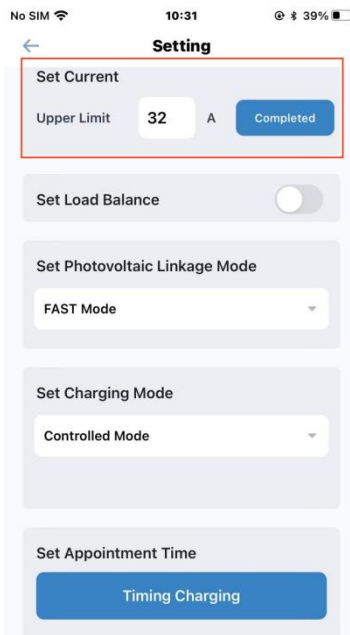 No SIM 10:31 39%
Setting
Set Current
Upper Limit 32 A Completed
Set Load Balance
Set Photovoltaic Linkage Mode
FAST Mode
Set Charging Mode
Controlled Mode
Set Appointment Time
Timing Charging